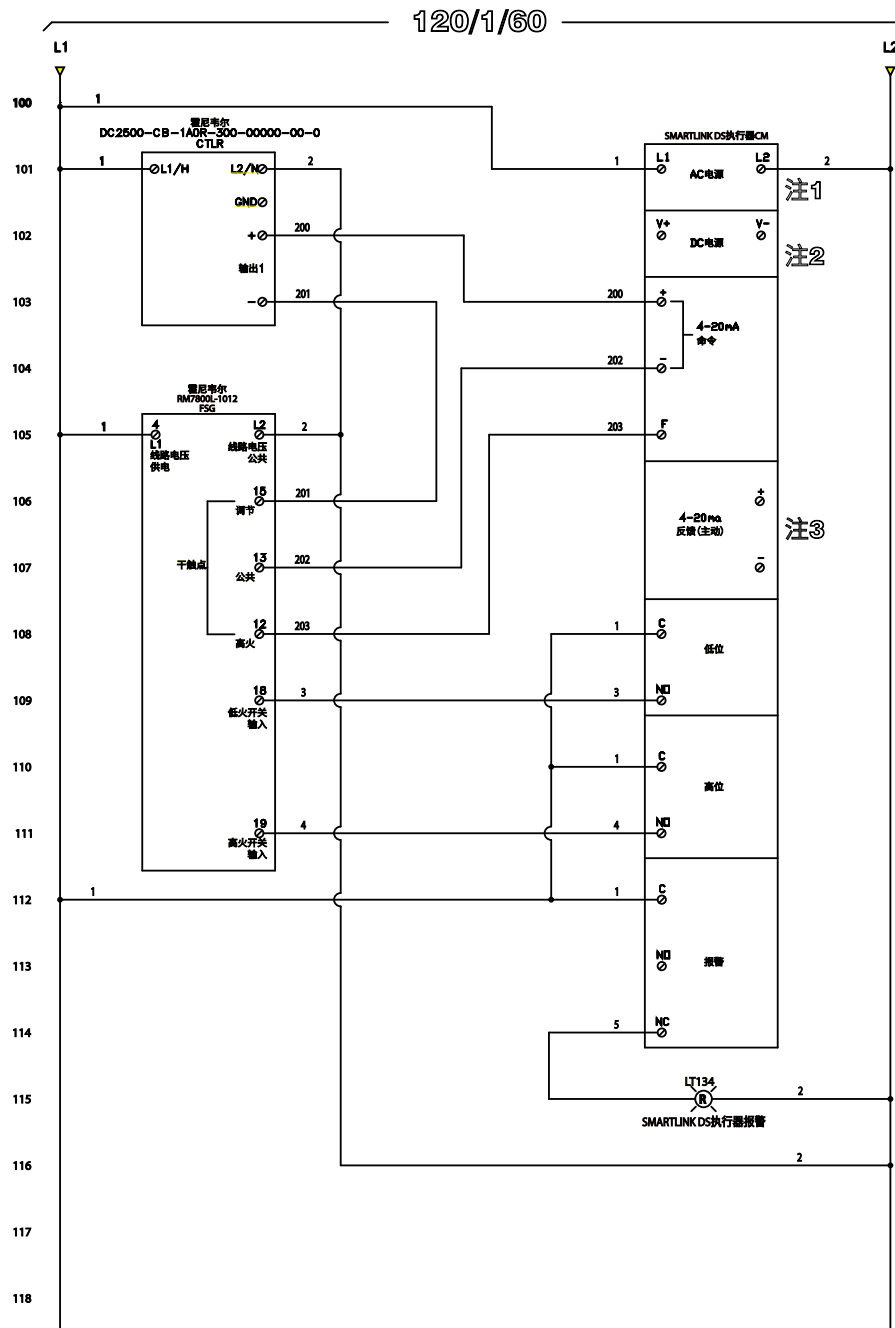 120/1/60
L1
L2
100
1
霍尼韦尔
DC2500-CB-1A0R-300-00000-00-0
CTLR
SMARTLINK DS执行器CM
101
1
L1/H
L2/N
2
1
L1
AC电源
L2
2
注1
GND
102
+
200
V+
DC电源
V-
注2
输出1
103
-
201
200
+
4-20mA
命令
104
202
-
霍尼韦尔
RM7800L-1012
FSG
105
1
4
L1
线路电压
供电
L2
线路电压
公共
2
203
F
106
15
调节
201
4-20ma
反馈(主动)
+
注3
107
干触点
13
公共
202
-
108
12
高火
203
1
C
低位
109
18
低火开关
输入
3
3
NO
110
1
C
高位
111
19
高火开关
输入
4
4
NO
112
1
1
C
113
NO
报警
114
5
NC
115
LT134
R
2
SMARTLINK DS执行器报警
116
2
117
118